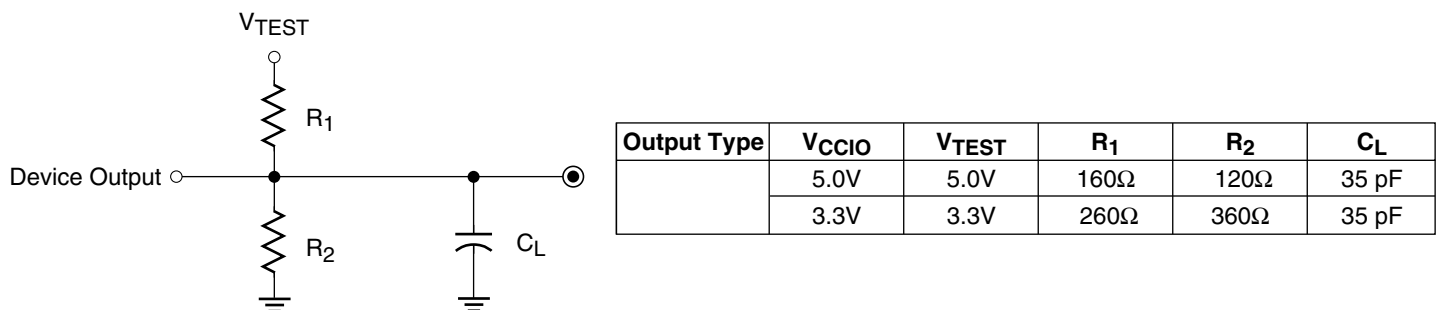 VTEST
R1
Device Output
R2
CL
Output Type VCCIO VTEST R1 R2 CL
5.0V 5.0V 160Ω 120Ω 35 pF
3.3V 3.3V 260Ω 360Ω 35 pF